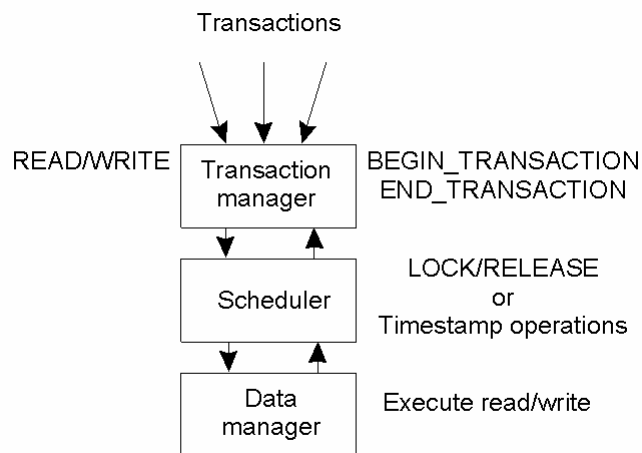 Transactions
READ/WRITE
Transaction
manager
BEGIN_TRANSACTION
END_TRANSACTION
Scheduler
LOCK/RELEASE
or
Timestamp operations
Data
manager
Execute read/write